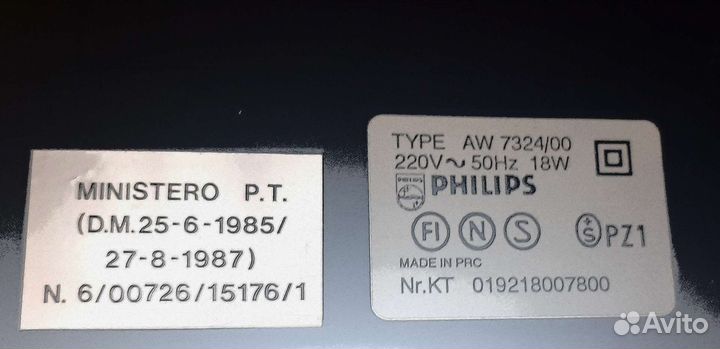 MINISTERO P.T.
(D.M. 25-6-1985/
27-8-1987)
N. 6/00726/15176/1
TYPE AW 7324/00
220V ~ 50Hz 18W
PHILIPS
FI N S S PZ1
MADE IN PRC
Nr.KT 019218007800
Avito